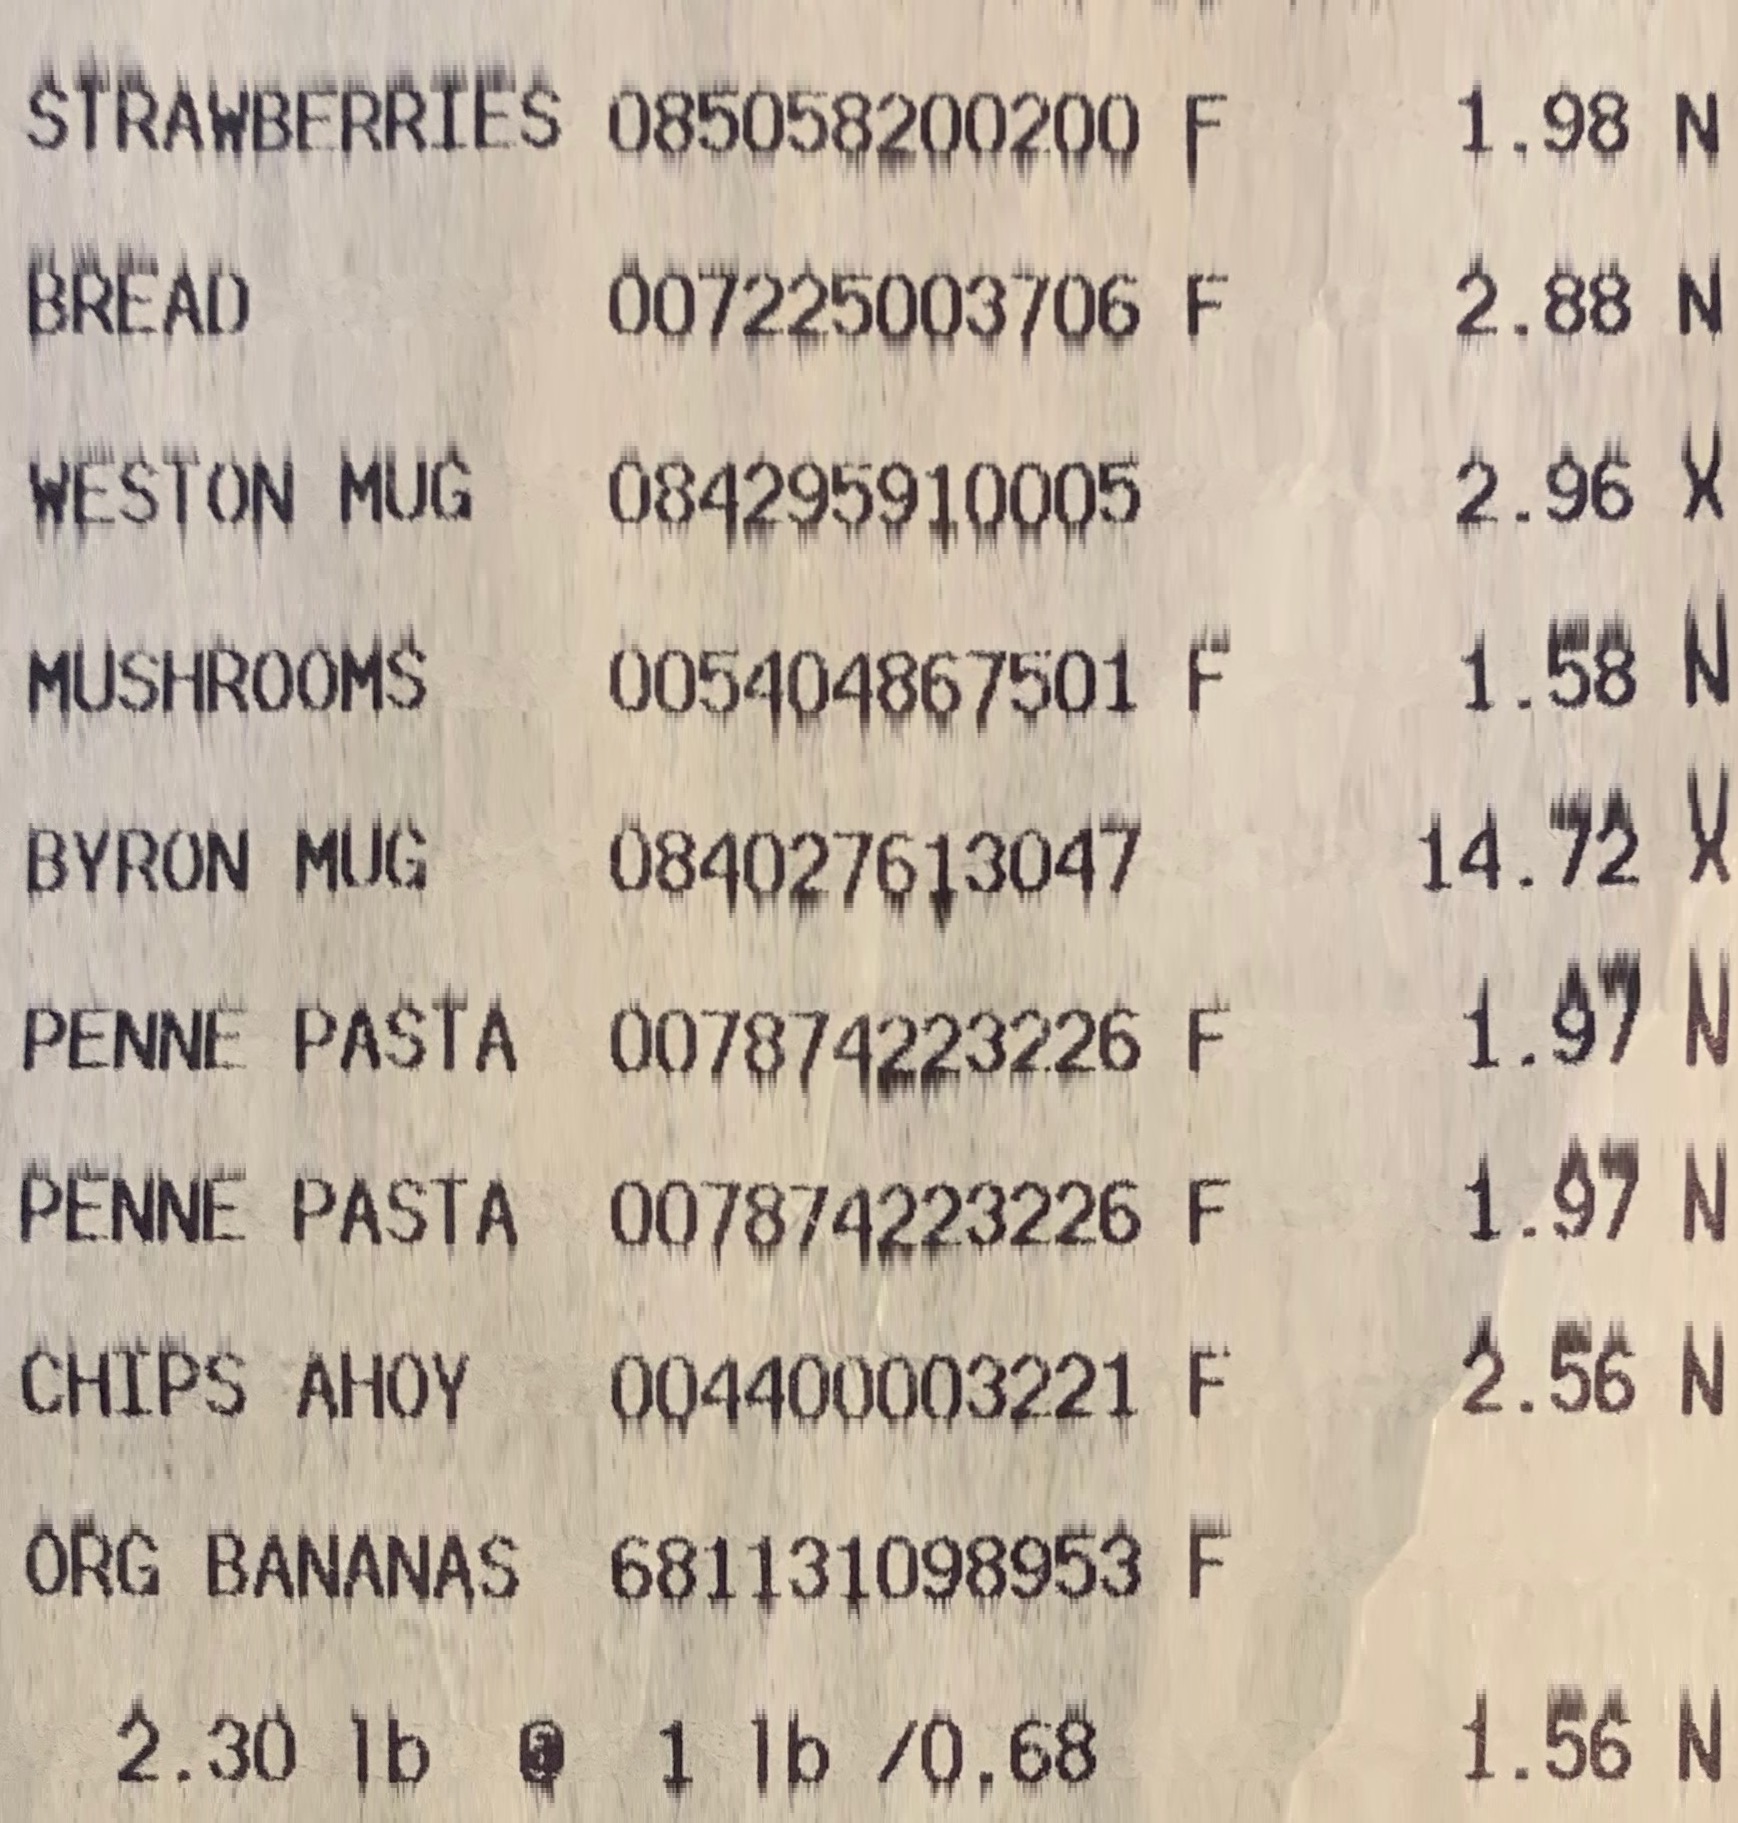 STRAWBERRIES 085058200200 F 1.98 N
BREAD 007225003706 F 2.88 N
WESTON MUG 084295910005 2.96 X
MUSHROOMS 005404867501 F 1.58 N
BYRON MUG 084027613047 14.72 X
PENNE PASTA 007874223226 F 1.97 N
PENNE PASTA 007874223226 F 1.97 N
CHIPS AHOY 004400003221 F 2.56 N
ORG BANANAS 681131098953 F
2.30 lb @ 1 lb /0.68 1.56 N